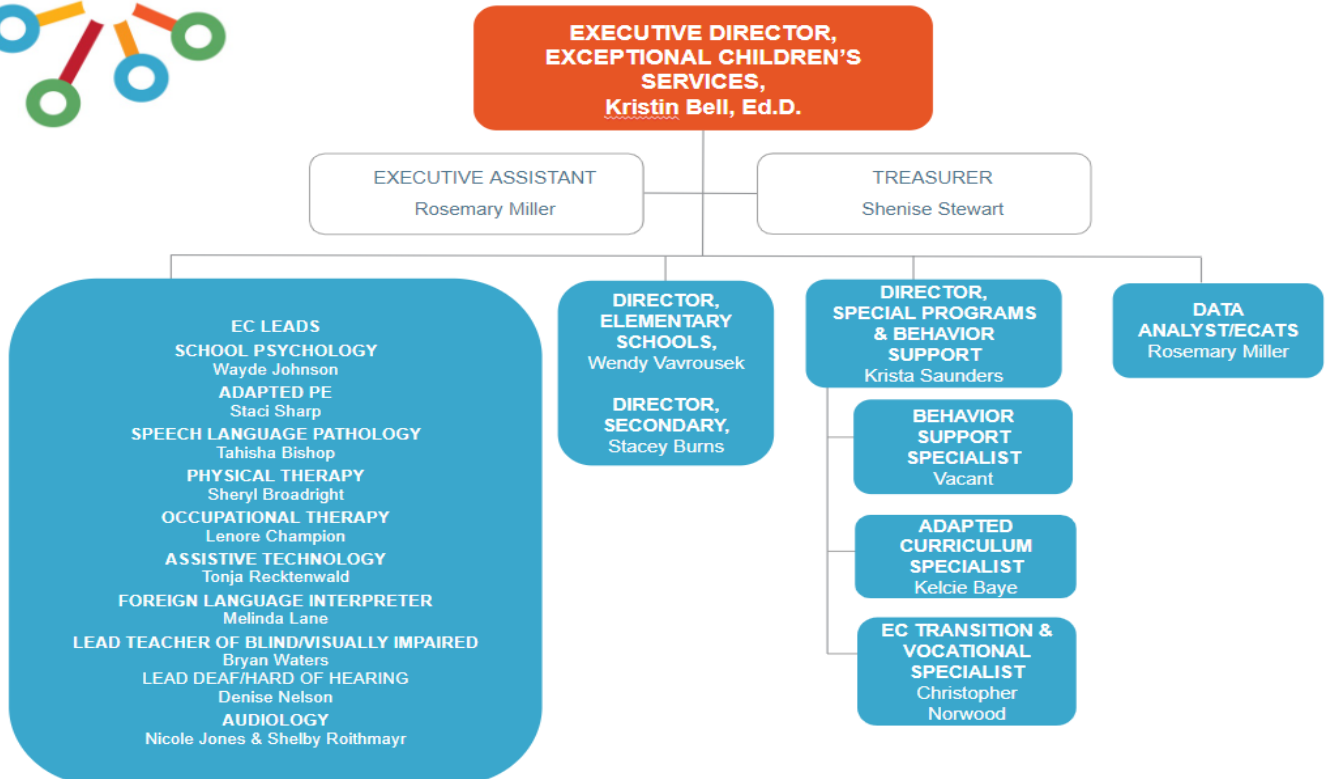 EXECUTIVE DIRECTOR,
EXCEPTIONAL CHILDREN'S
SERVICES,
Kristin Bell, Ed.D.
EXECUTIVE ASSISTANT
Rosemary Miller
TREASURER
Shenise Stewart
EC LEADS
SCHOOL PSYCHOLOGY
Wayde Johnson
ADAPTED PE
Staci Sharp
SPEECH LANGUAGE PATHOLOGY
Tahisha Bishop
PHYSICAL THERAPY
Sheryl Broadright
OCCUPATIONAL THERAPY
Lenore Champion
ASSISTIVE TECHNOLOGY
Tonja Recktenwald
FOREIGN LANGUAGE INTERPRETER
Melinda Lane
LEAD TEACHER OF BLIND/VISUALLY IMPAIRED
Bryan Waters
LEAD DEAF/HARD OF HEARING
Denise Nelson
AUDIOLOGY
Nicole Jones & Shelby Roithmayr
DIRECTOR,
ELEMENTARY
SCHOOLS,
Wendy Vavrousek
DIRECTOR,
SECONDARY,
Stacey Burns
DIRECTOR,
SPECIAL PROGRAMS
& BEHAVIOR
SUPPORT
Krista Saunders
BEHAVIOR
SUPPORT
SPECIALIST
Vacant
ADAPTED
CURRICULUM
SPECIALIST
Kelcie Baye
EC TRANSITION &
VOCATIONAL
SPECIALIST
Christopher
Norwood
DATA
ANALYST/ECATS
Rosemary Miller